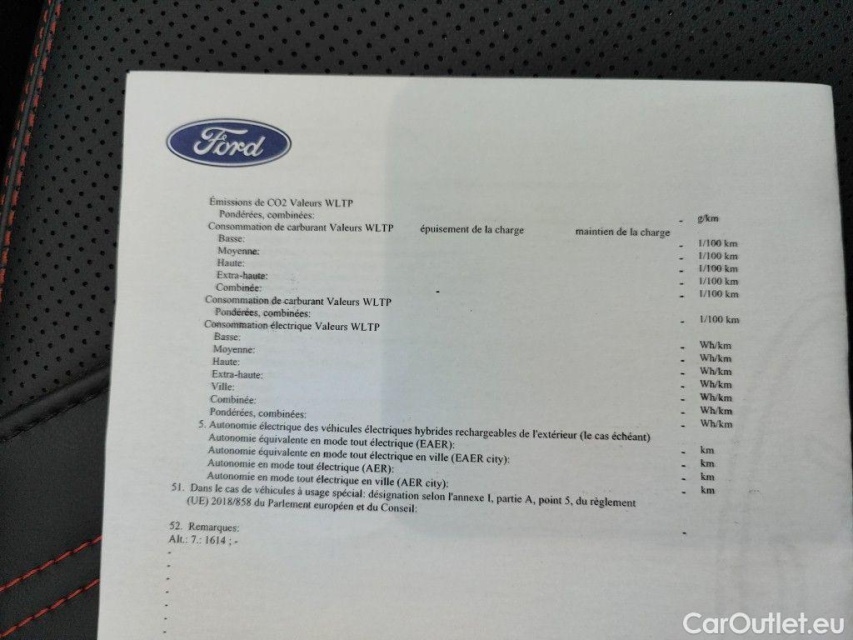 Ford
Émissions de CO2 Valeurs WLTP
Pondérées, combinées: - g/km
Consommation de carburant Valeurs WLTP épuisement de la charge maintien de la charge
Basse: - l/100 km
Moyenne: - l/100 km
Haute: - l/100 km
Extra-haute: - l/100 km
Combinée: - - l/100 km
Consommation de carburant Valeurs WLTP
Pondérées, combinées: - l/100 km
Consommation électrique Valeurs WLTP
Basse: - Wh/km
Moyenne: - Wh/km
Haute: - Wh/km
Extra-haute: - Wh/km
Ville: - Wh/km
Combinée: - Wh/km
Pondérées, combinées: - Wh/km
5. Autonomie électrique des véhicules électriques hybrides rechargeables de l'extérieur (le cas échéant)
Autonomie équivalente en mode tout électrique (EAER): - km
Autonomie équivalente en mode tout électrique en ville (EAER city): - km
Autonomie en mode tout électrique (AER): - km
Autonomie en mode tout électrique en ville (AER city): - km
51. Dans le cas de véhicules à usage spécial: désignation selon l'annexe I, partie A, point 5, du règlement
(UE) 2018/858 du Parlement européen et du Conseil: -
52. Remarques:
Alt.: 7.: 1614 ; -
-
-
-
-
-
-
-
CarOutlet.eu